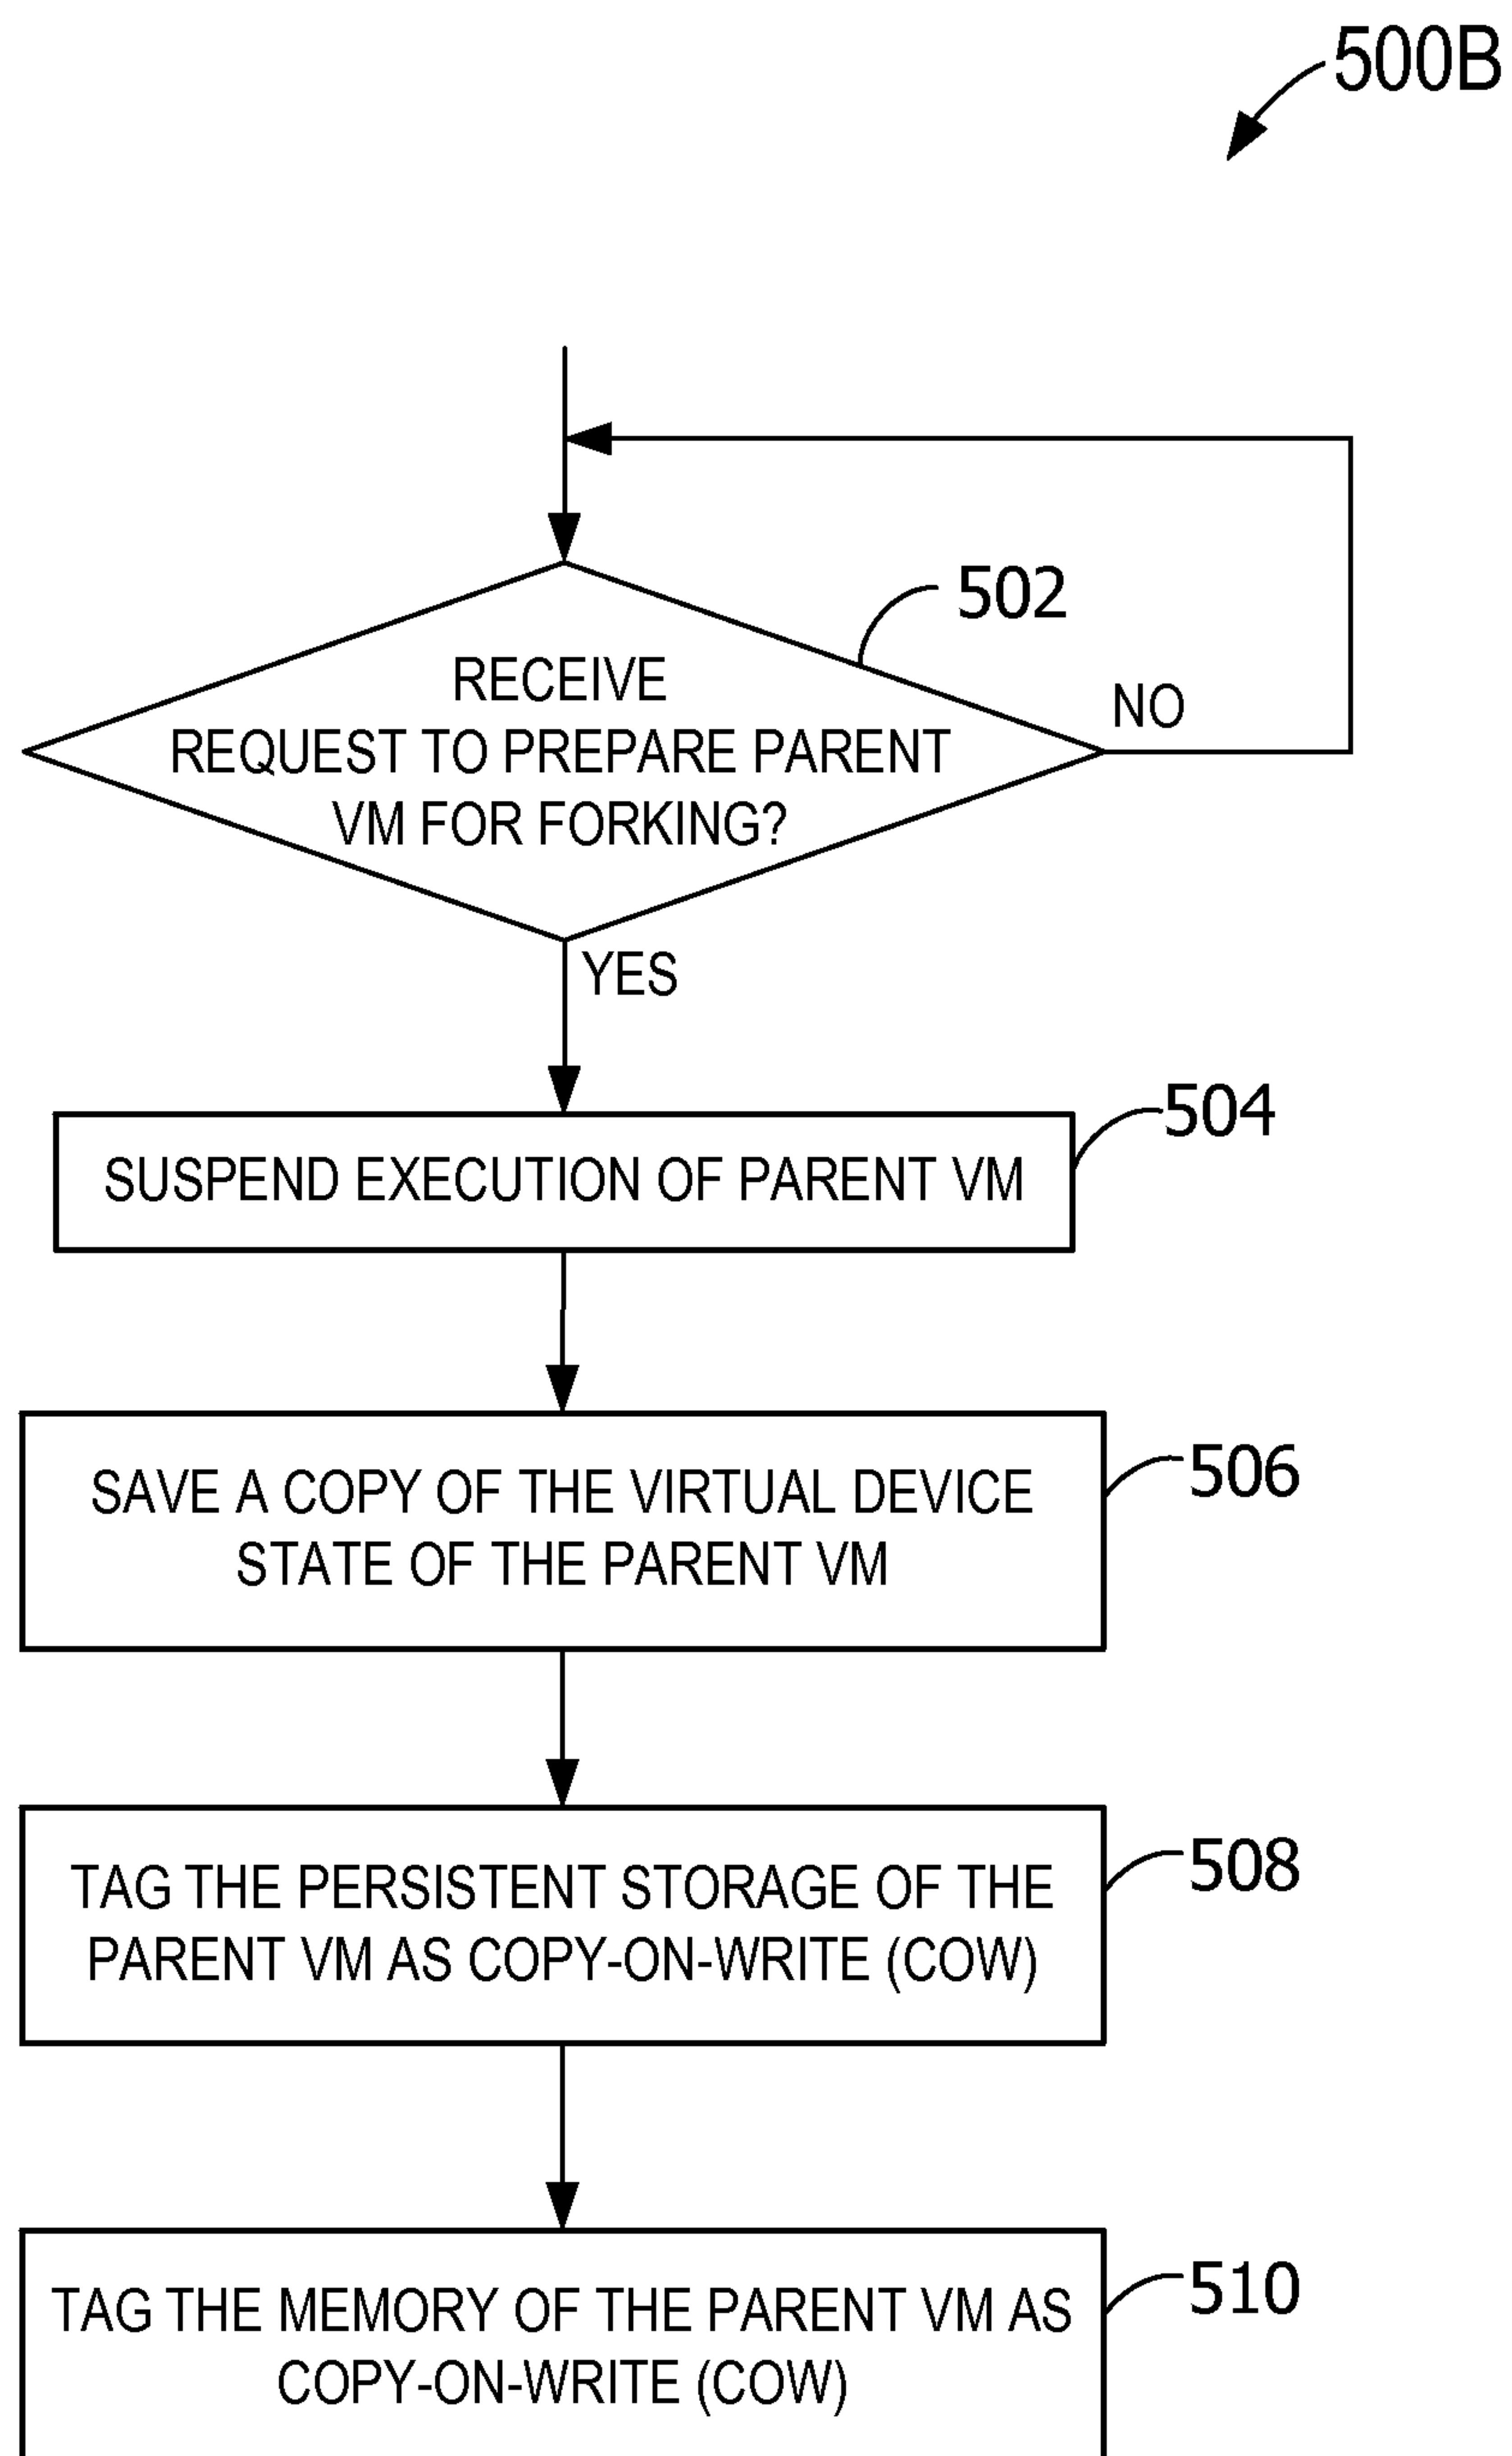 500B
502
RECEIVE
REQUEST TO PREPARE PARENT
VM FOR FORKING?
NO
YES
504
SUSPEND EXECUTION OF PARENT VM
506
SAVE A COPY OF THE VIRTUAL DEVICE
STATE OF THE PARENT VM
508
TAG THE PERSISTENT STORAGE OF THE
PARENT VM AS COPY-ON-WRITE (COW)
510
TAG THE MEMORY OF THE PARENT VM AS
COPY-ON-WRITE (COW)